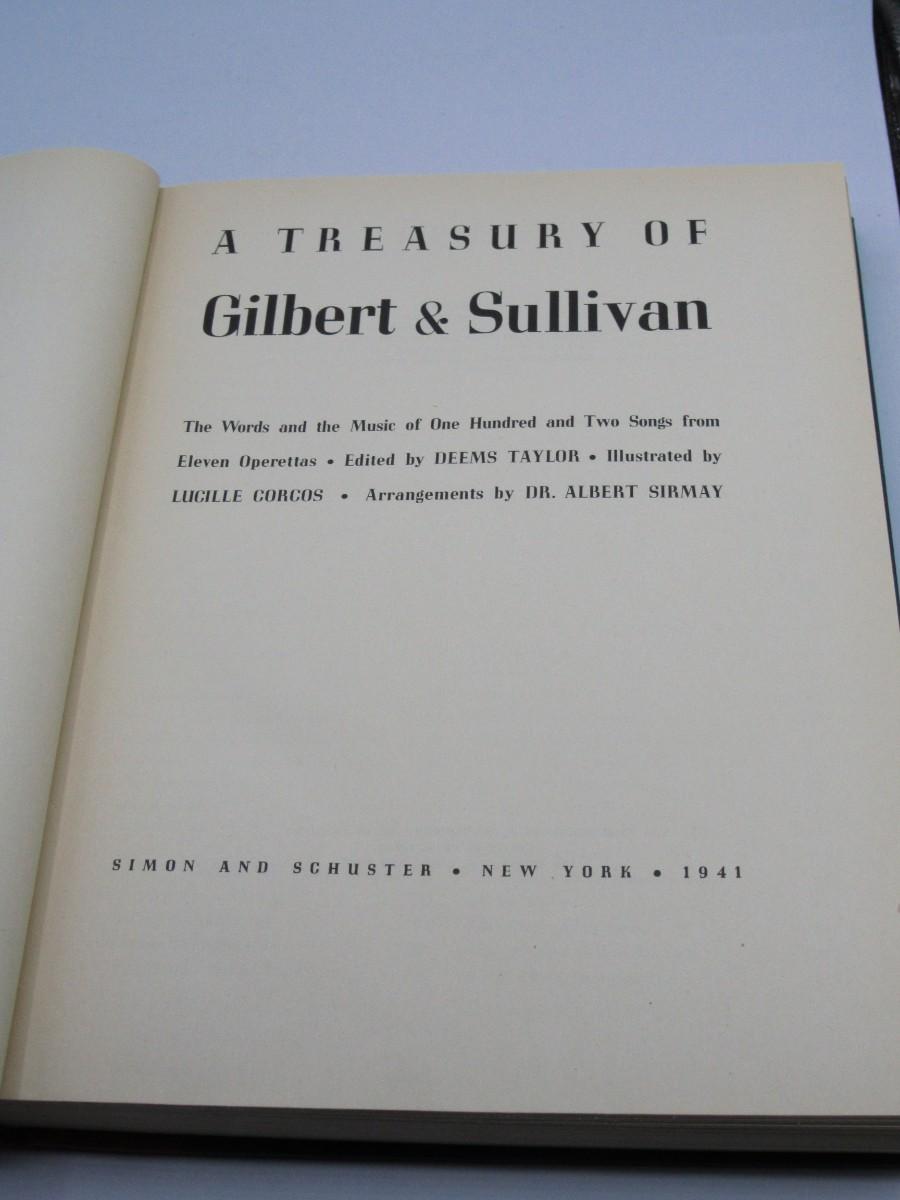 A TREASURY OF
Gilbert & Sullivan
The Words and the Music of One Hundred and Two Songs from
Eleven Operettas • Edited by DEEMS TAYLOR • Illustrated by
LUCILLE CORCOS • Arrangements by DR. ALBERT SIRMAY
SIMON AND SCHUSTER • NEW YORK • 1941